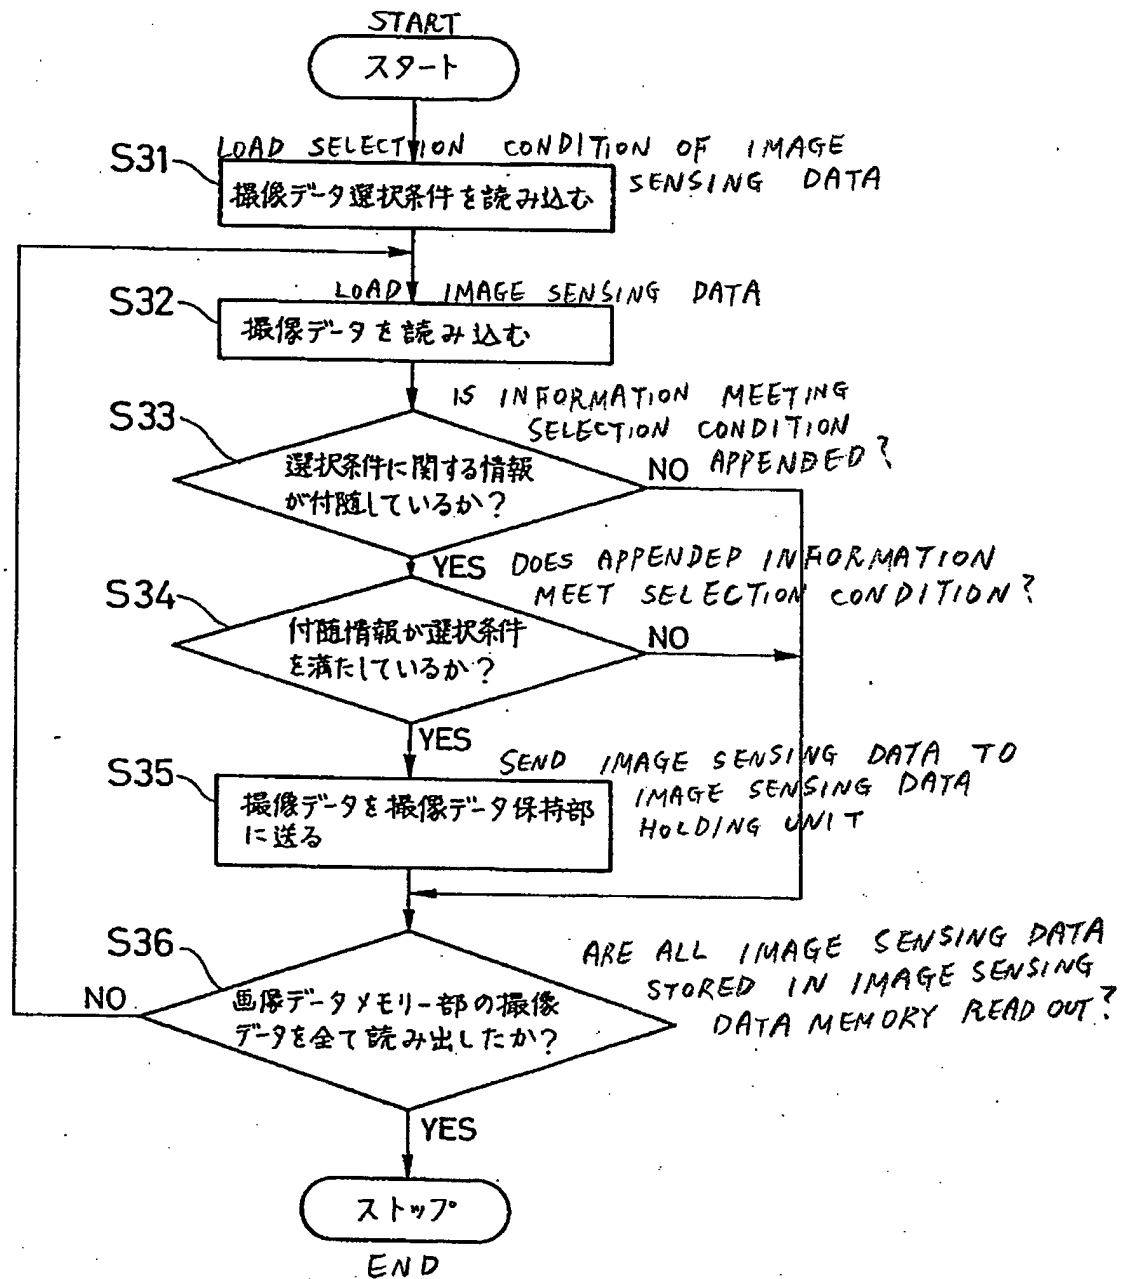 START
スタート
S31
LOAD SELECTION CONDITION OF IMAGE
SENSING DATA
撮像データ選択条件を読み込む
S32
LOAD IMAGE SENSING DATA
撮像データを読み込む
S33
IS INFORMATION MEETING
SELECTION CONDITION
APPENDED?
選択条件に関する情報
が付随しているか?
NO
YES
S34
DOES APPENDED INFORMATION
MEET SELECTION CONDITION?
付随情報が選択条件
を満たしているか?
NO
YES
S35
SEND IMAGE SENSING DATA TO
IMAGE SENSING DATA
HOLDING UNIT
撮像データを撮像データ保持部
に送る
S36
ARE ALL IMAGE SENSING DATA
STORED IN IMAGE SENSING
DATA MEMORY READ OUT?
NO
画像データメモリー部の撮像
データを全て読み出したか?
YES
ストップ
END